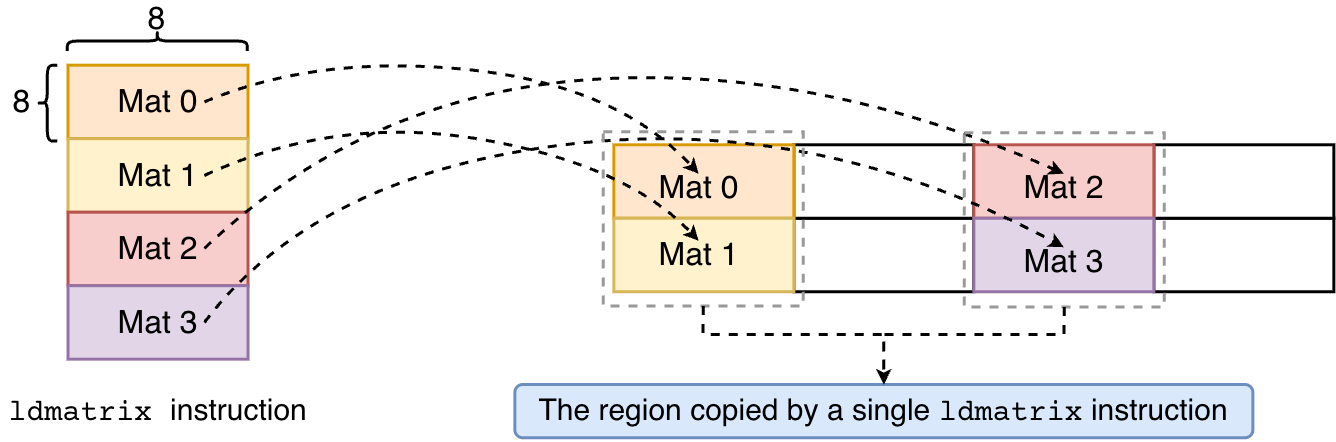 8
8
Mat 0
Mat 1
Mat 2
Mat 3
ldmatrix instruction
Mat 0
Mat 2
Mat 1
Mat 3
The region copied by a single ldmatrix instruction